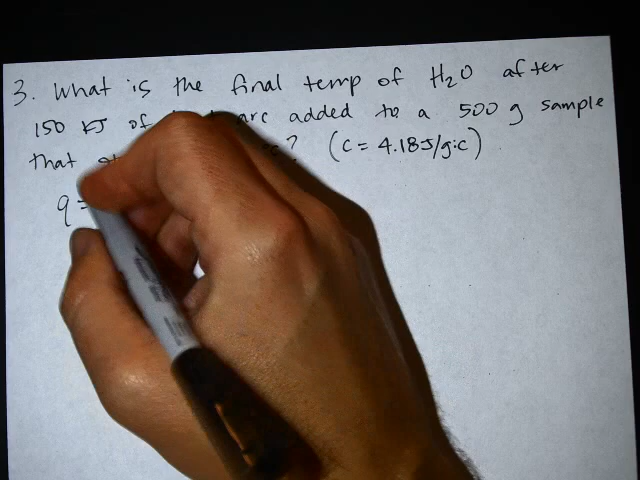 3. What is the final temp of H₂O after
150 kJ of are added to a 500 g sample
that ? (c = 4.18J/g·c)
q =